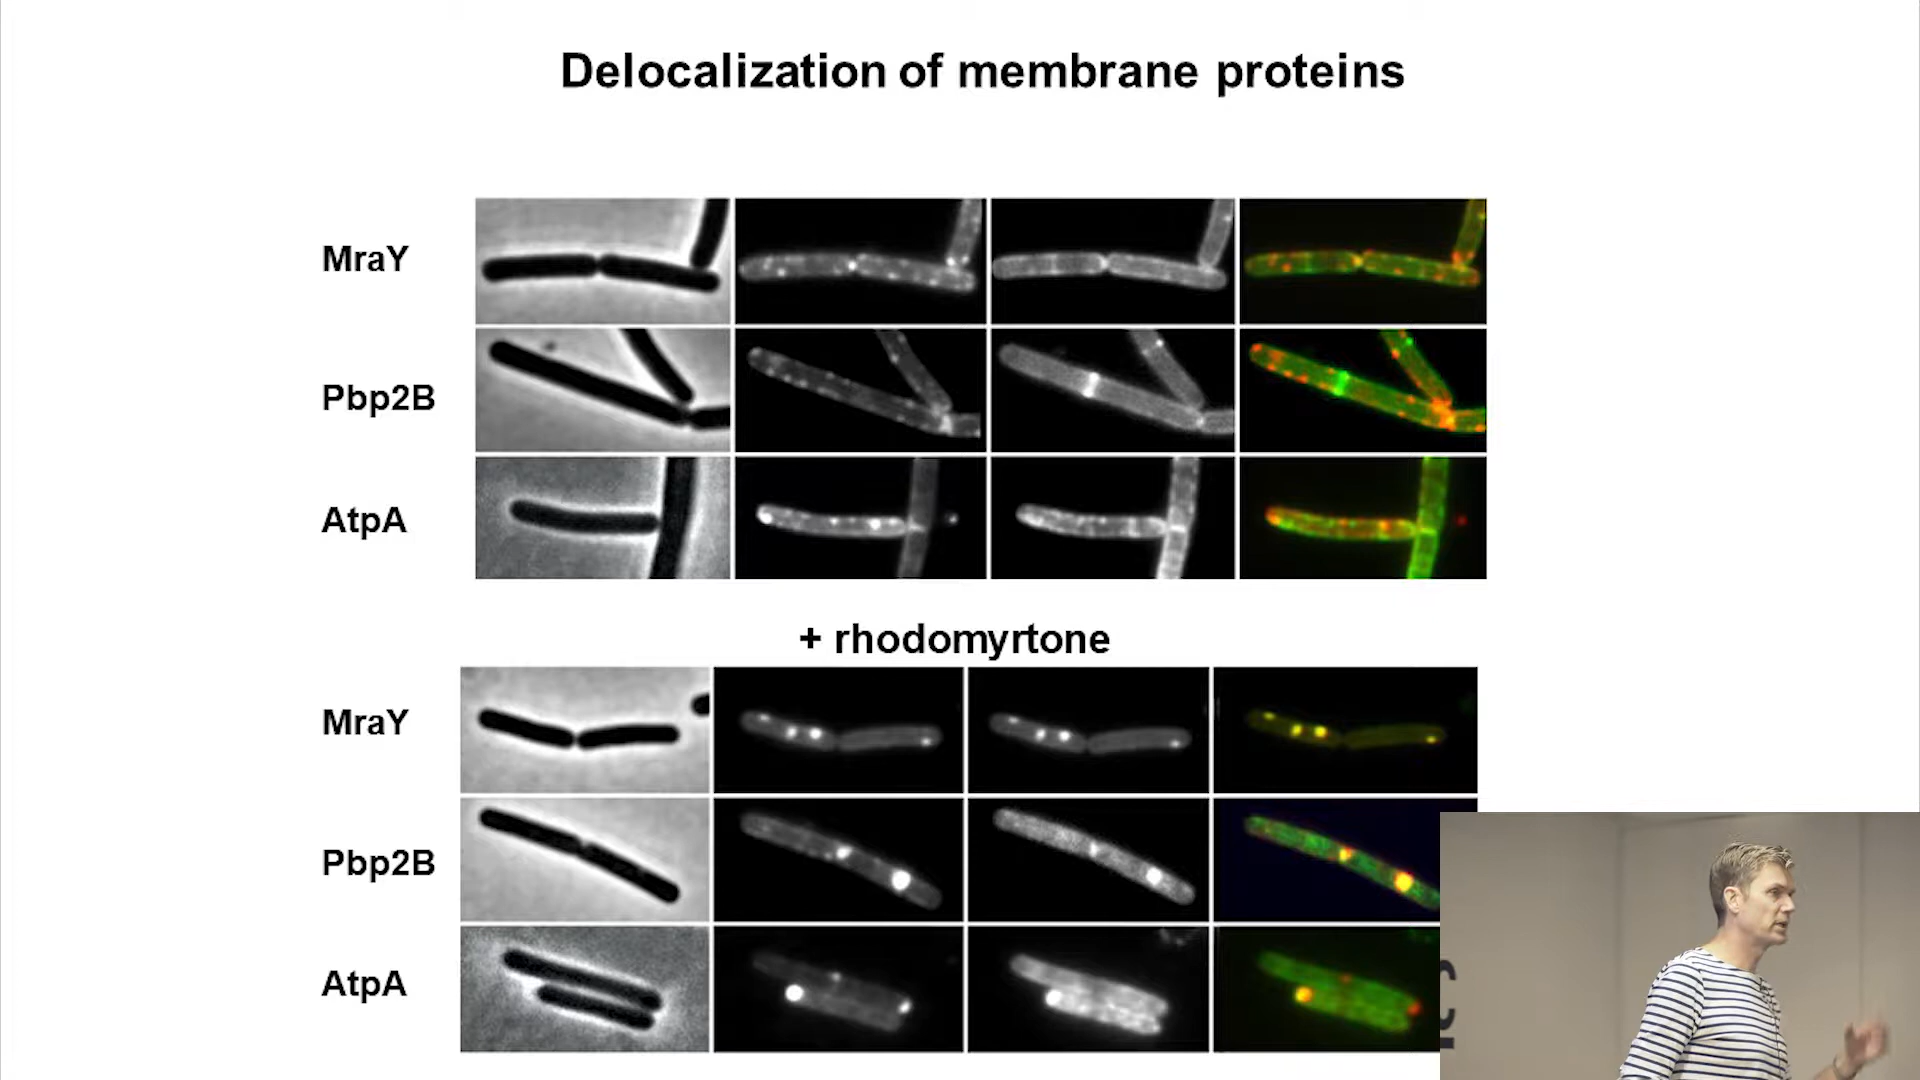 Delocalization of membrane proteins
MraY
Pbp2B
AtpA
+ rhodomyrtone
MraY
Pbp2B
AtpA